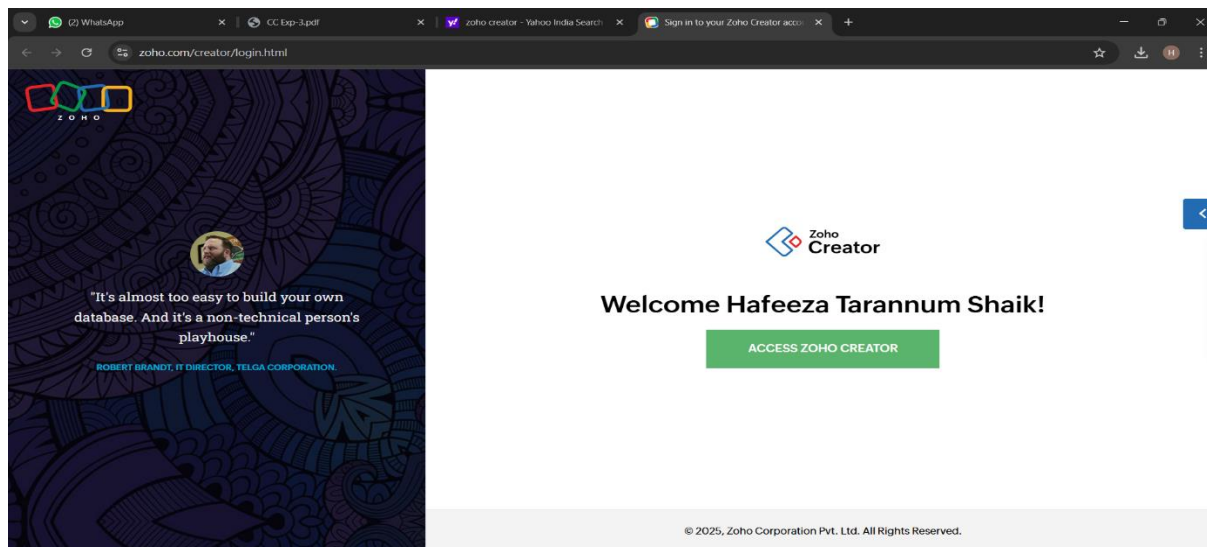 (2) WhatsApp
CC Exp-3.pdf
zoho creator - Yahoo India Search
Sign in to your Zoho Creator acco
zoho.com/creator/login.html
H
ZOHO
"It's almost too easy to build your own
database. And it's a non-technical person's
playhouse."
ROBERT BRANDT, IT DIRECTOR, TELGA CORPORATION.
Zoho
Creator
Welcome Hafeeza Tarannum Shaik!
ACCESS ZOHO CREATOR
© 2025, Zoho Corporation Pvt. Ltd. All Rights Reserved.